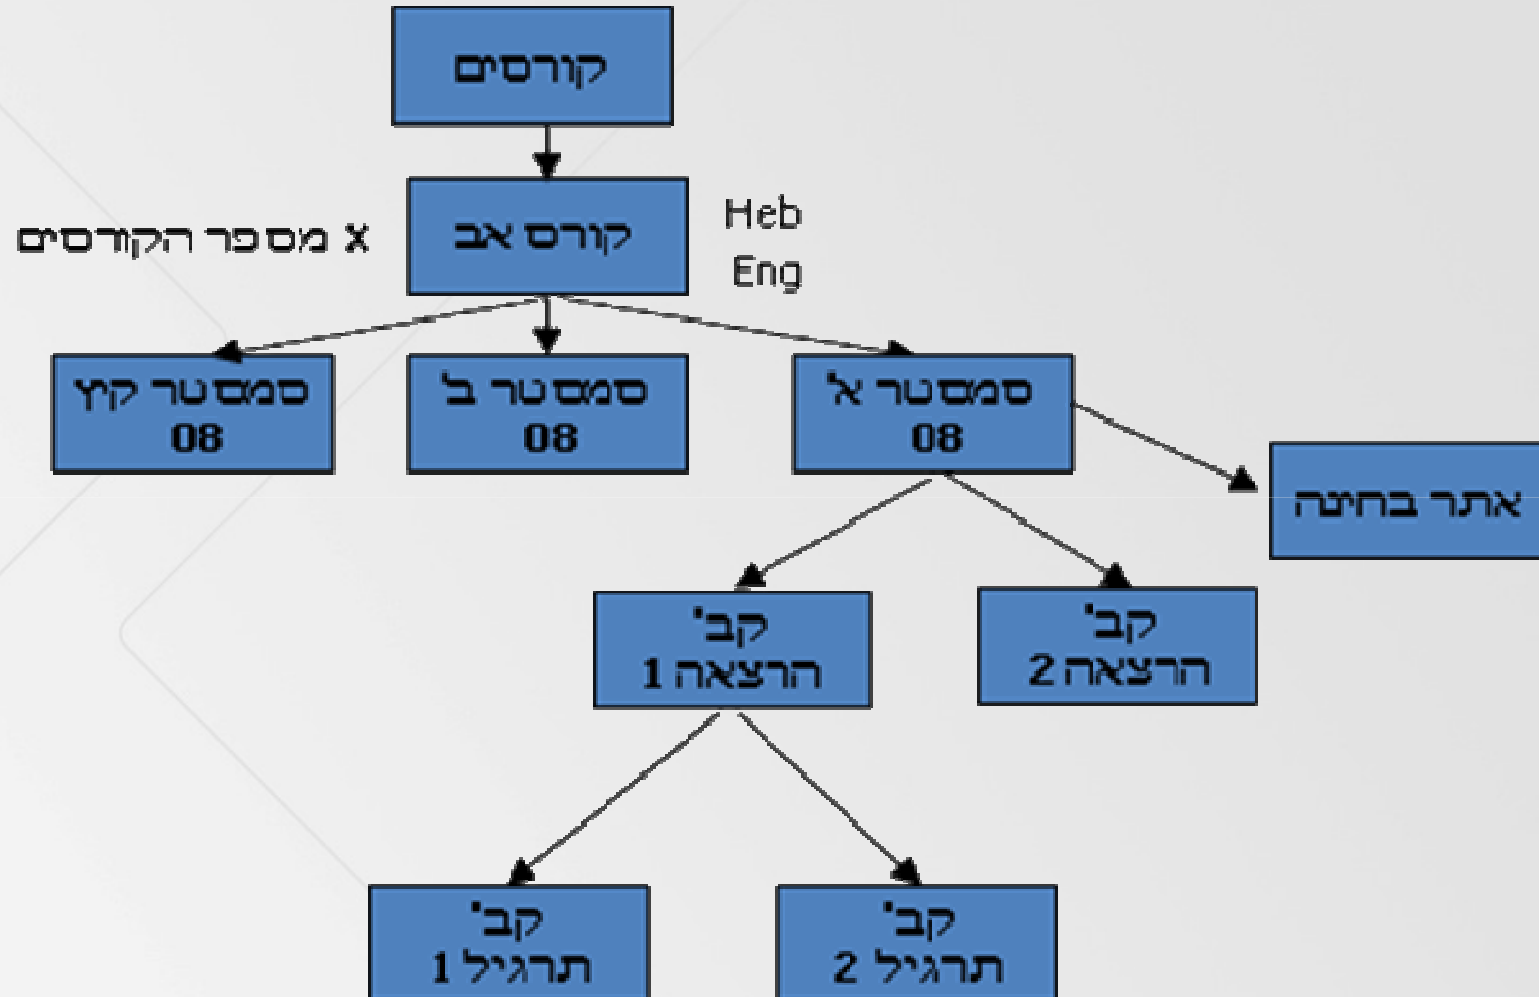 קורסים
קורס אב
Heb
Eng
X מספר הקורסים
סמסטר א'
08
סמסטר ב'
08
סמסטר קיץ
08
אתר בחינה
קב'
הרצאה 2
קב'
הרצאה 1
קב'
תרגיל 2
קב'
תרגיל 1